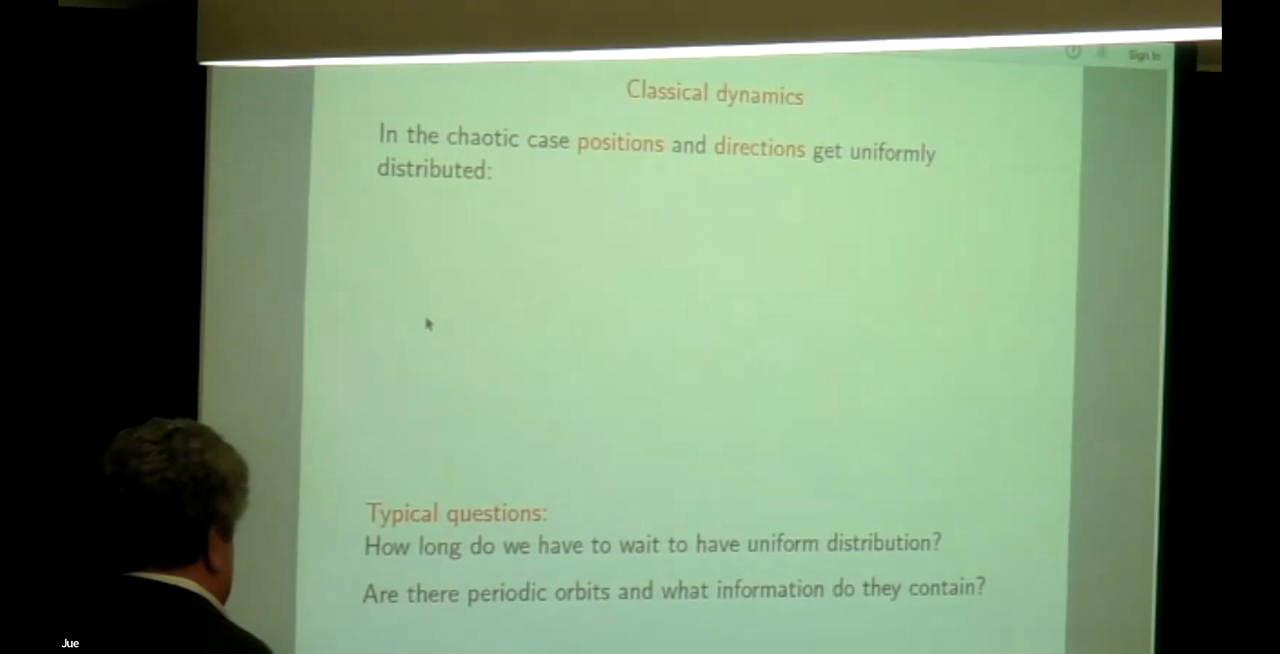 Sign In
Classical dynamics
In the chaotic case positions and directions get uniformly
distributed:
Typical questions:
How long do we have to wait to have uniform distribution?
Are there periodic orbits and what information do they contain?
Jue